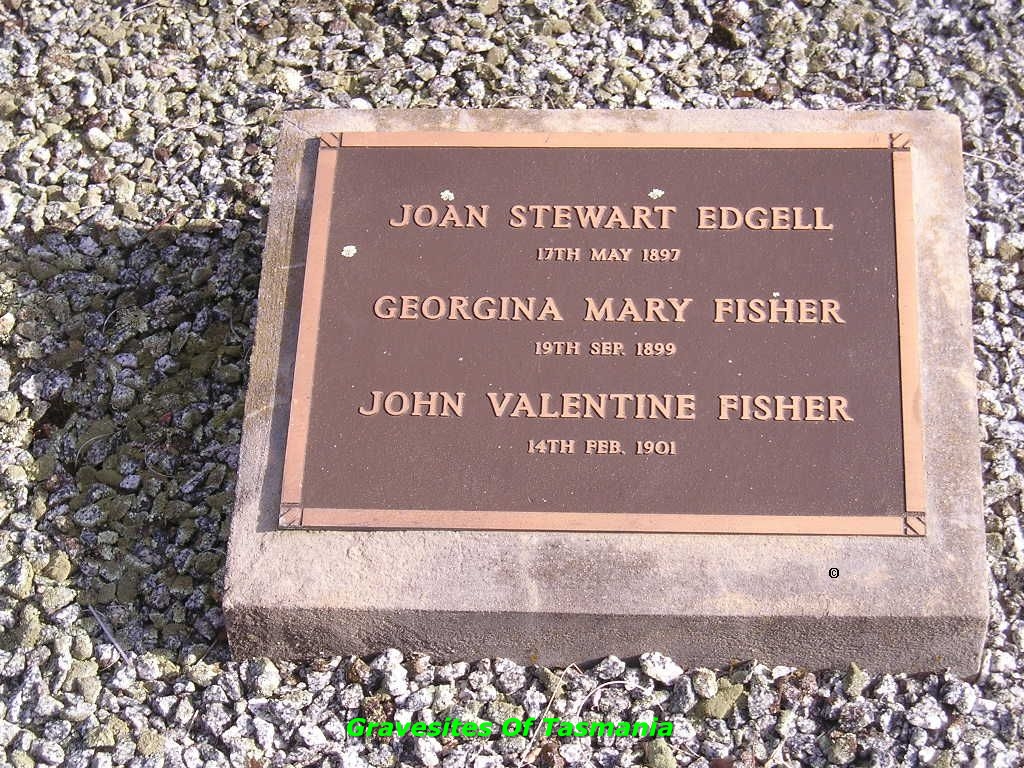 JOAN STEWART EDGELL
17TH MAY 1897
GEORGINA MARY FISHER
19TH SEP. 1899
JOHN VALENTINE FISHER
14TH FEB. 1901
©
Gravesites Of Tasmania